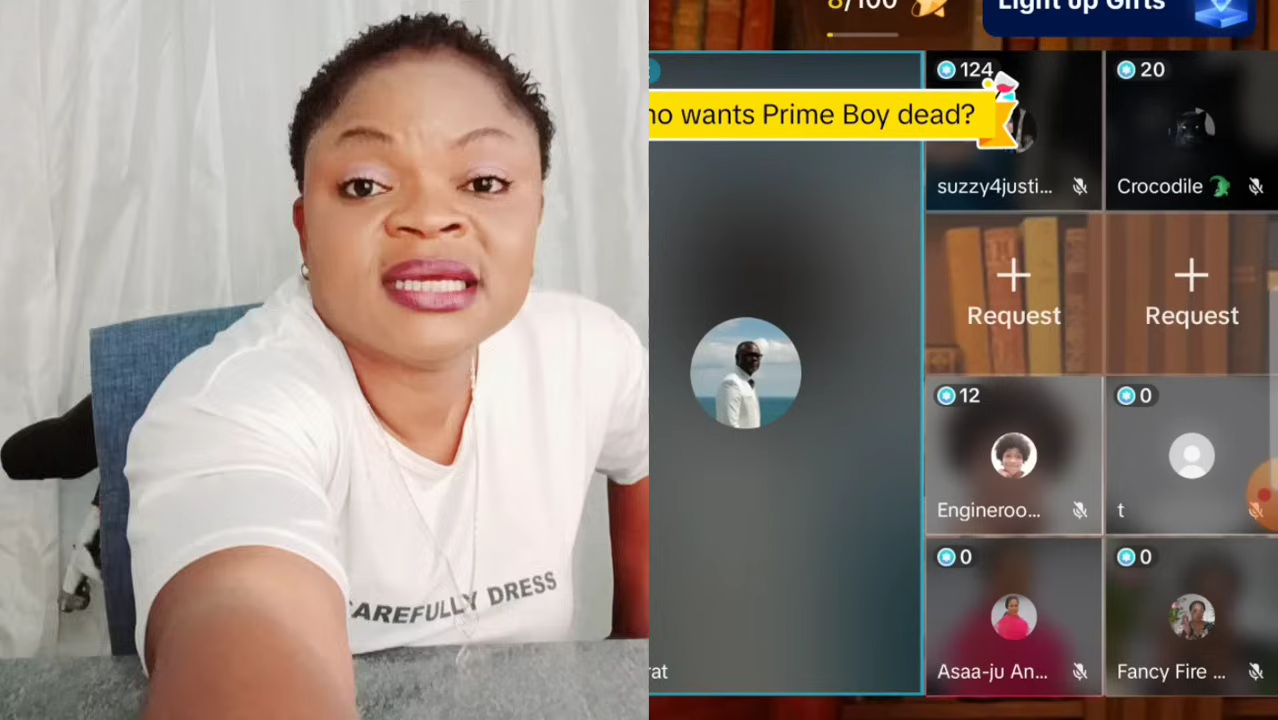 CAREFULLY DRESS
8/100
Light up Gifts
124
20
ho wants Prime Boy dead?
suzzy4justi...
Crocodile 🐊
+
Request
+
Request
12
0
Engineroo...
t
0
0
rat
Asaa-ju An...
Fancy Fire ...